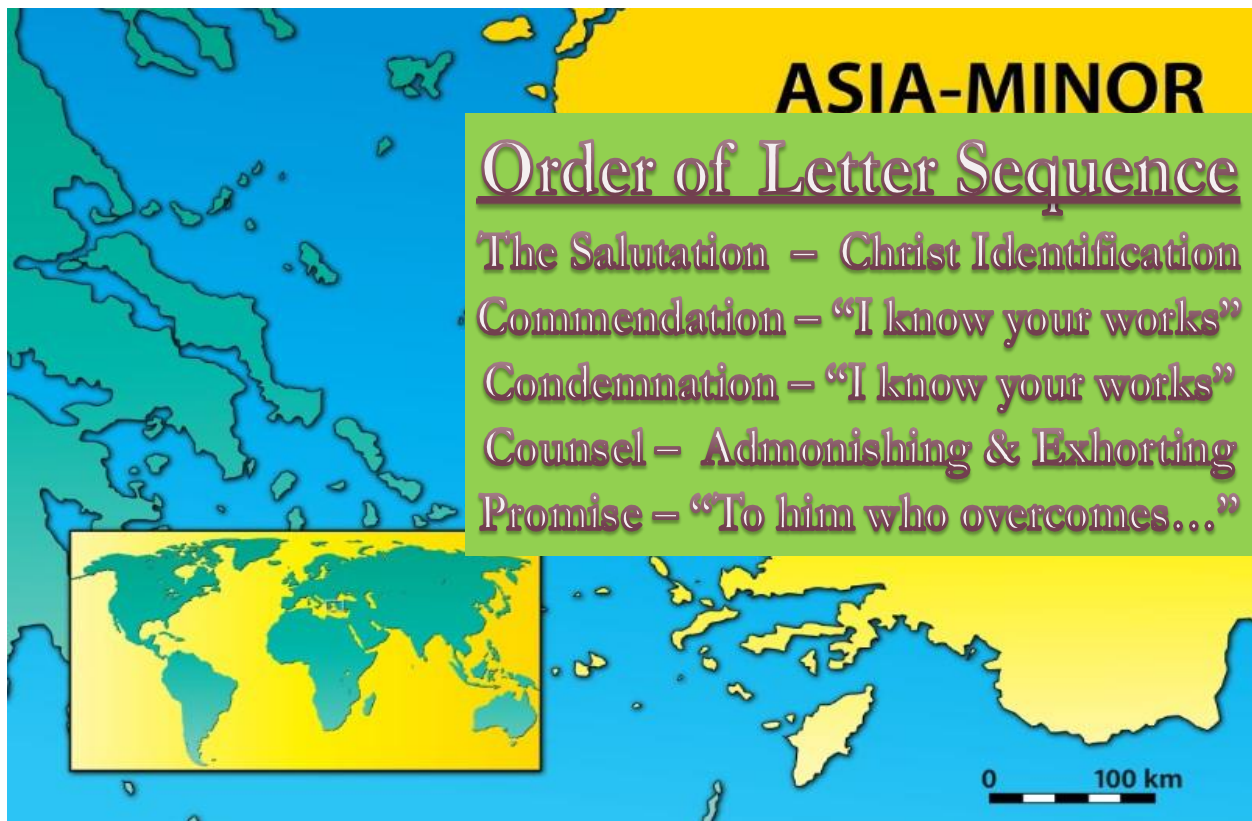 ASIA-MINOR
Order of Letter Sequence
The Salutation – Christ Identification
Commendation – “I know your works”
Condemnation – “I know your works”
Counsel – Admonishing & Exhorting
Promise – “To him who overcomes…”
0 100 km